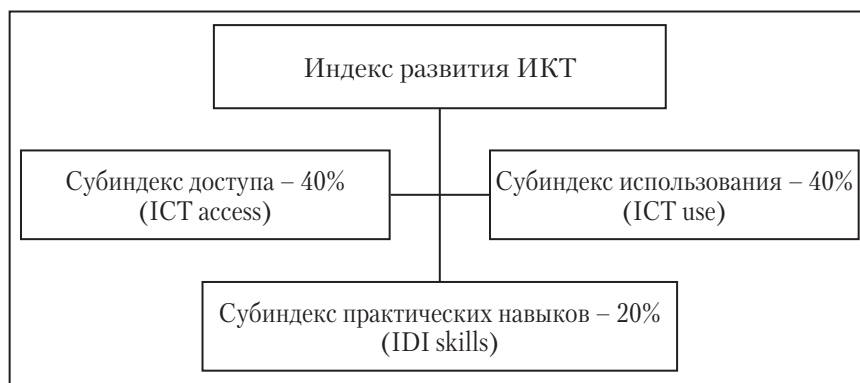 Индекс развития ИКТ
Субиндекс доступа – 40%
(ICT access)
Субиндекс использования – 40%
(ICT use)
Субиндекс практических навыков – 20%
(IDI skills)